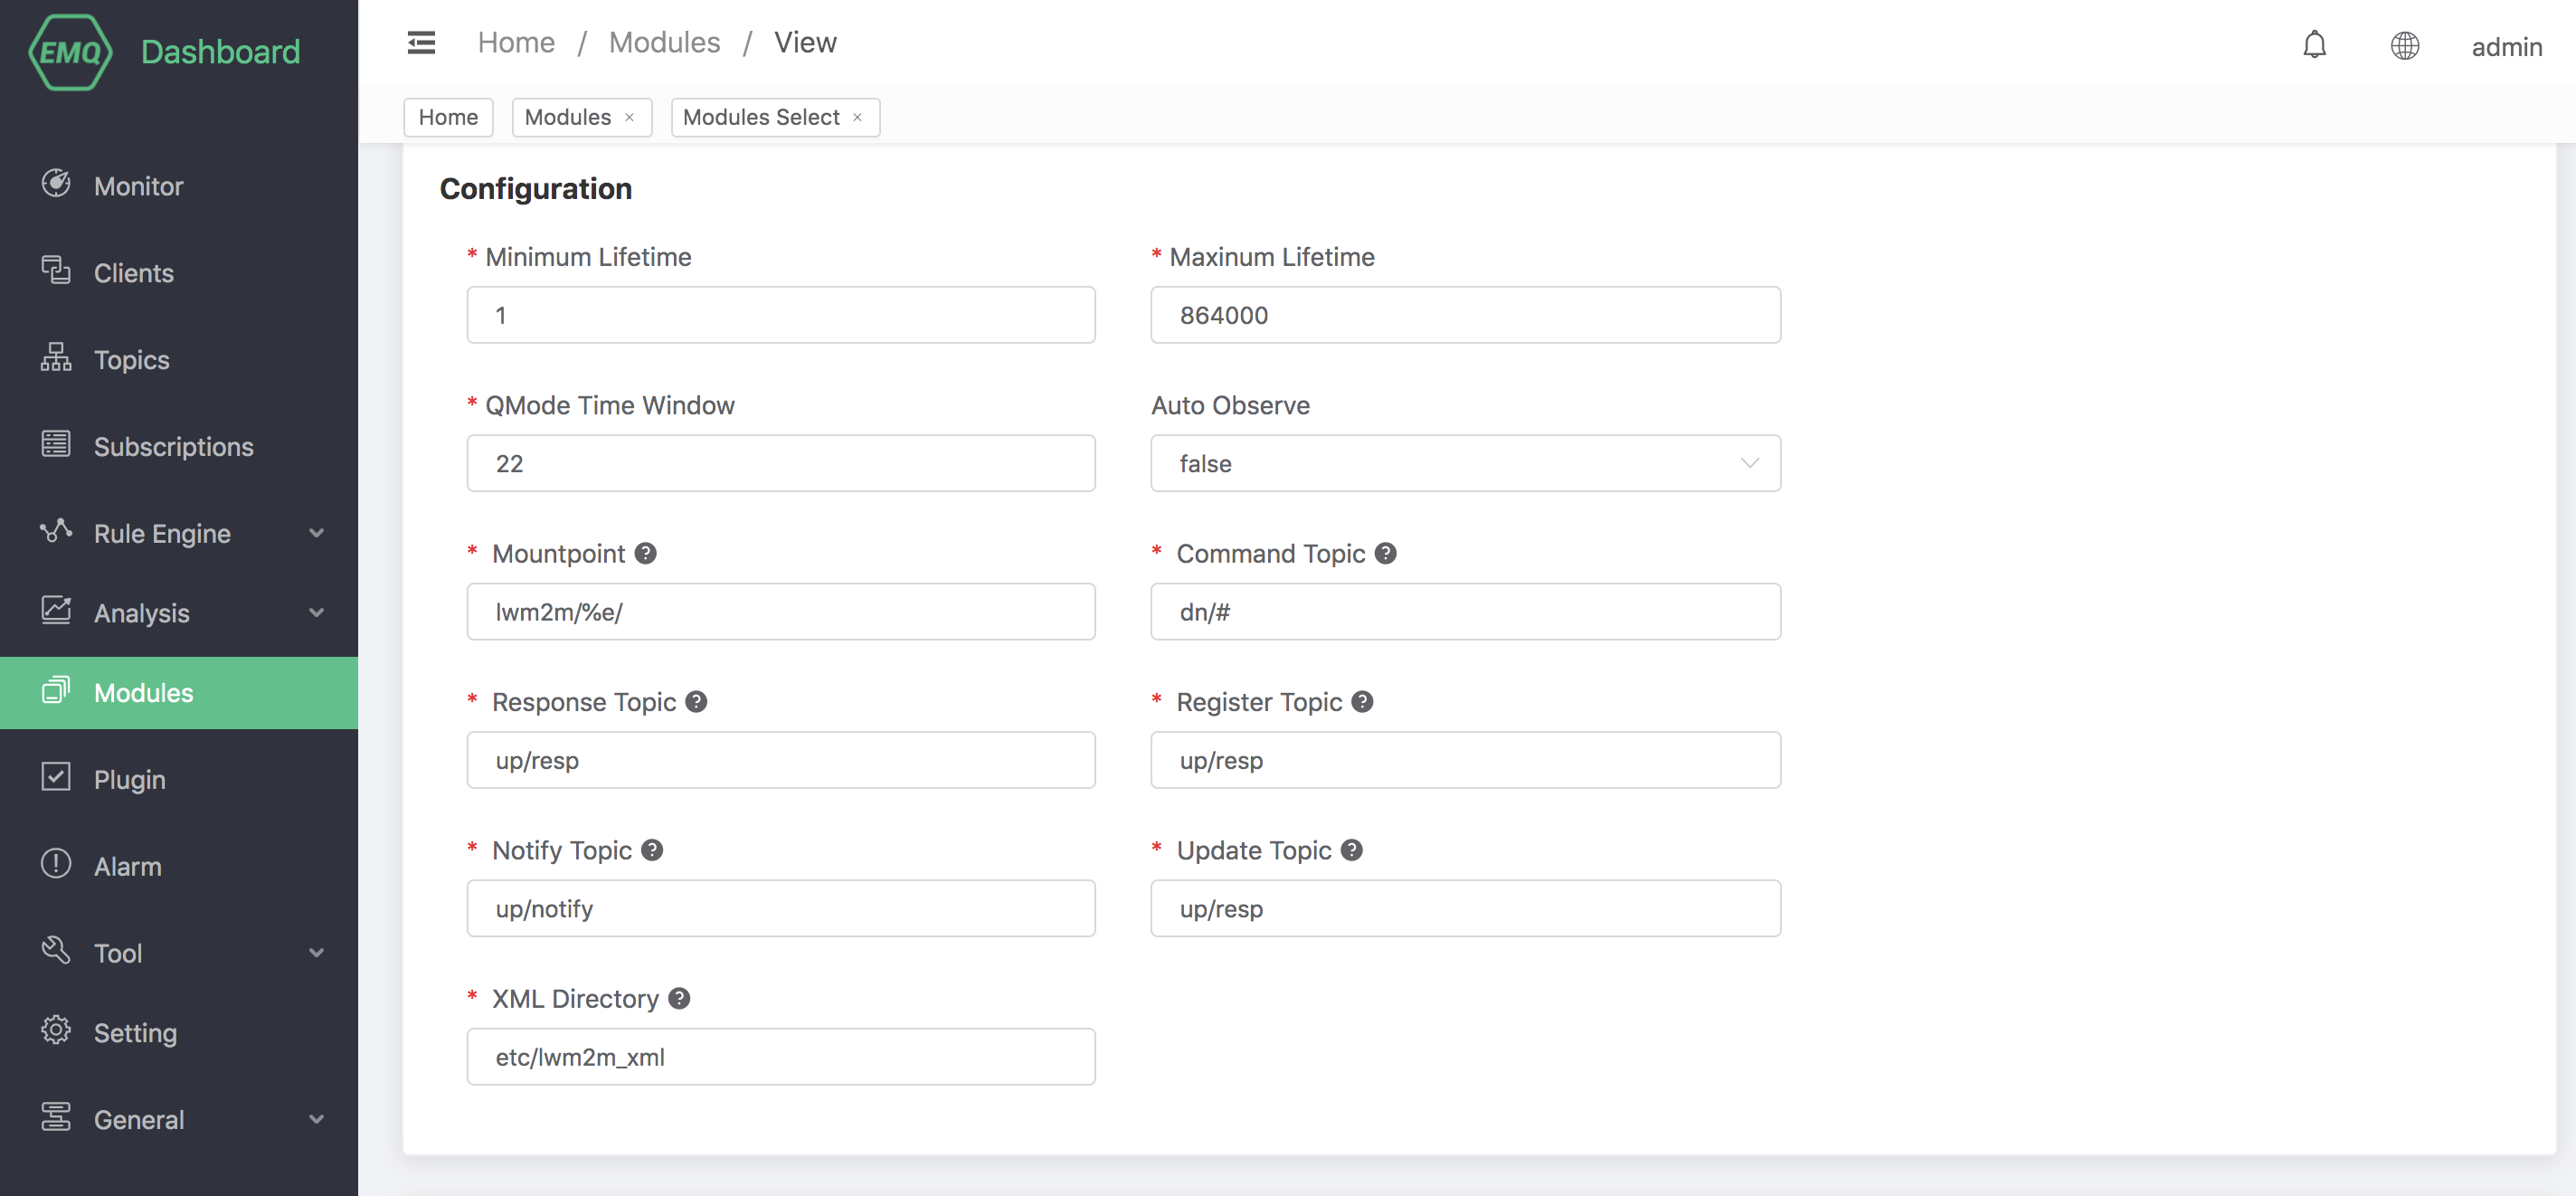 EMQ Dashboard
Home / Modules / View
admin
Home
Modules ×
Modules Select ×
Monitor
Clients
Topics
Subscriptions
Rule Engine
Analysis
Modules
Plugin
Alarm
Tool
Setting
General
Configuration
* Minimum Lifetime
1
* Maxinum Lifetime
864000
* QMode Time Window
22
Auto Observe
false
* Mountpoint ?
lwm2m/%e/
* Command Topic ?
dn/#
* Response Topic ?
up/resp
* Register Topic ?
up/resp
* Notify Topic ?
up/notify
* Update Topic ?
up/resp
* XML Directory ?
etc/lwm2m_xml